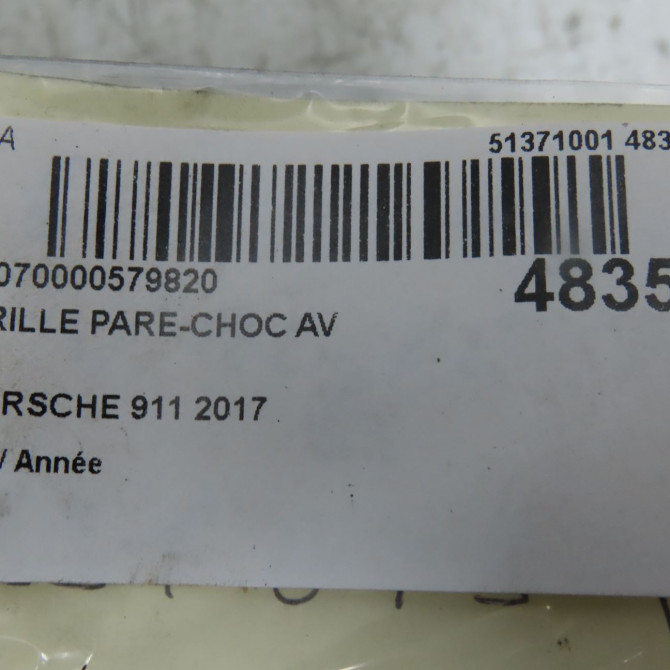 A 51371001 483
070000579820 4835
RILLE PARE-CHOC AV
RSCHE 911 2017
/ Année